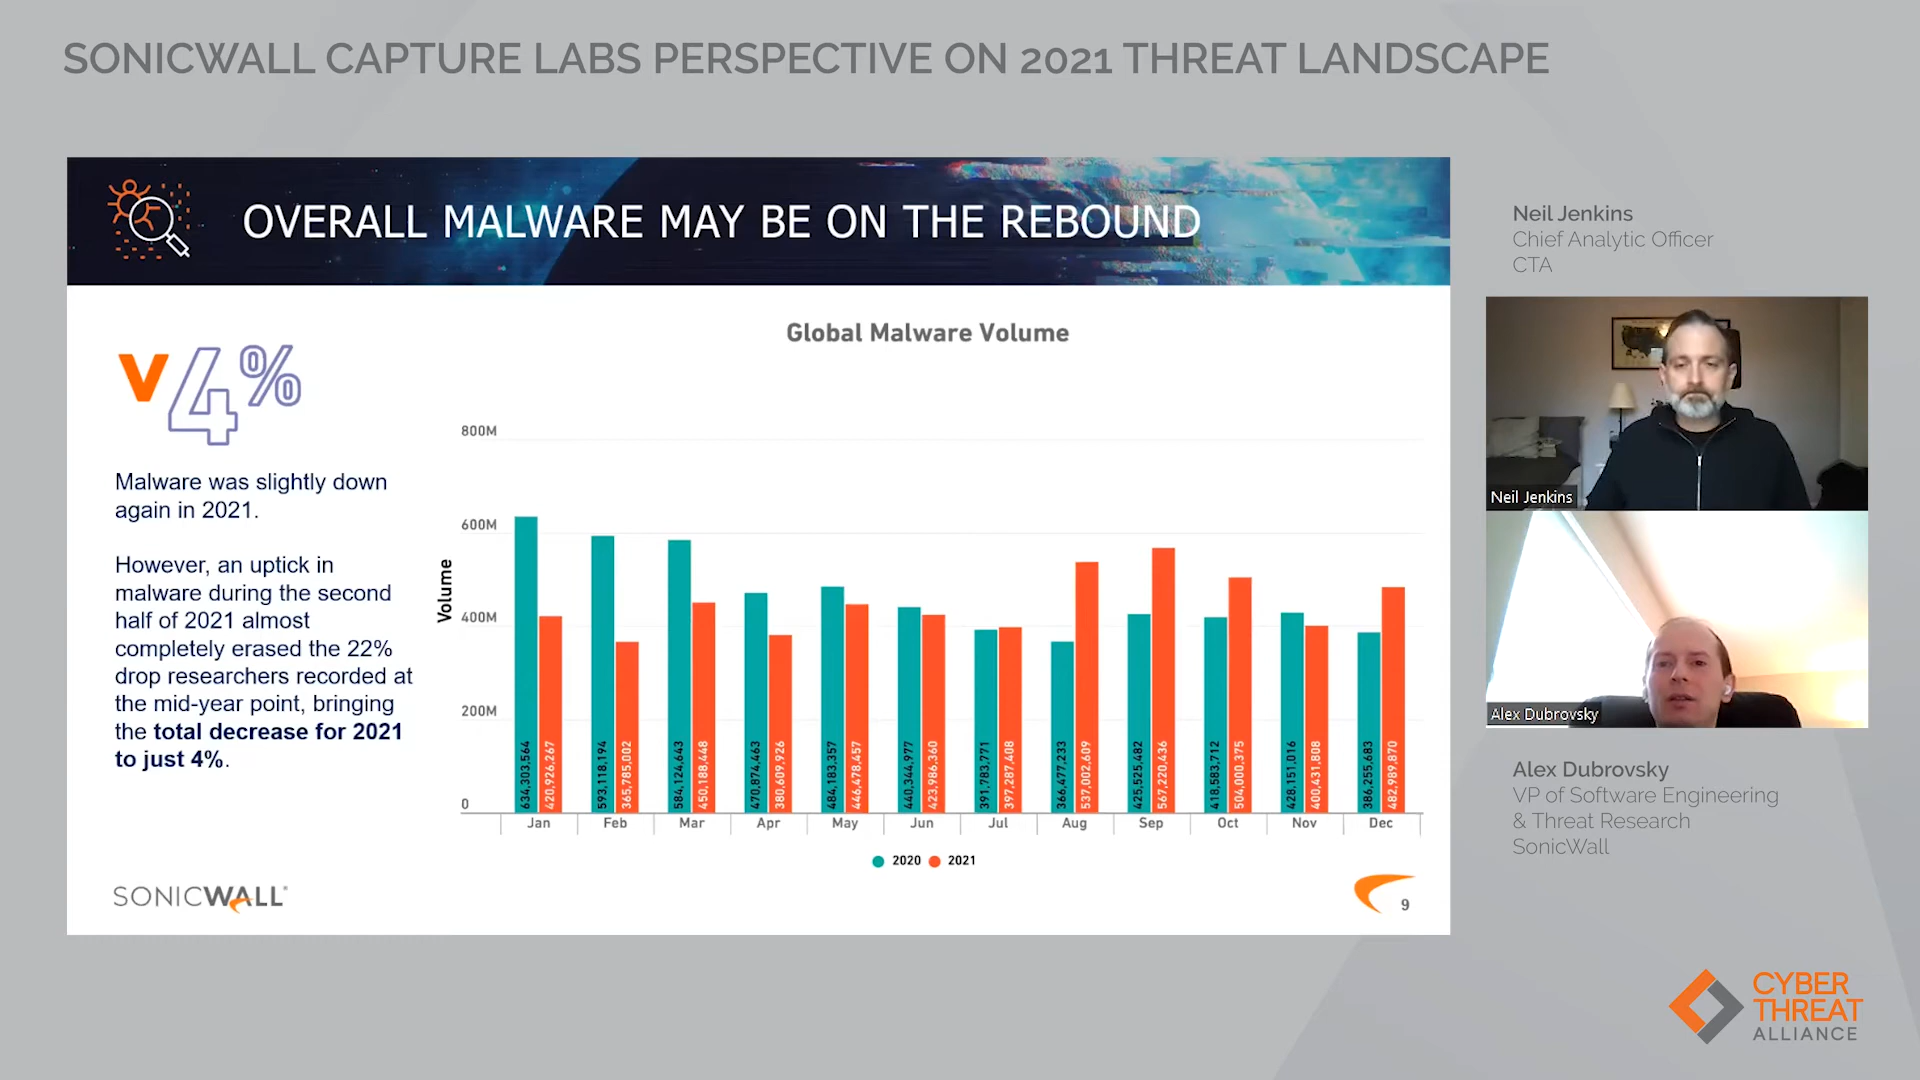 SONICWALL CAPTURE LABS PERSPECTIVE ON 2021 THREAT LANDSCAPE
OVERALL MALWARE MAY BE ON THE REBOUND
v4%
Malware was slightly down
again in 2021.
However, an uptick in
malware during the second
half of 2021 almost
completely erased the 22%
drop researchers recorded at
the mid-year point, bringing
the total decrease for 2021
to just 4%.
Global Malware Volume
Volume
800M
600M
400M
200M
0
634,303,564
420,926,267
593,118,194
365,785,002
584,124,643
450,188,448
470,874,463
380,609,926
484,183,357
446,478,457
440,344,977
423,986,360
391,783,771
397,287,408
366,477,233
537,002,609
425,525,482
567,220,436
418,583,712
504,000,375
428,151,016
400,431,808
386,255,683
482,989,870
Jan Feb Mar Apr May Jun Jul Aug Sep Oct Nov Dec
2020 2021
SONICWALL
9
Neil Jenkins
Chief Analytic Officer
CTA
Neil Jenkins
Alex Dubrovsky
Alex Dubrovsky
VP of Software Engineering
& Threat Research
SonicWall
CYBER
THREAT
ALLIANCE